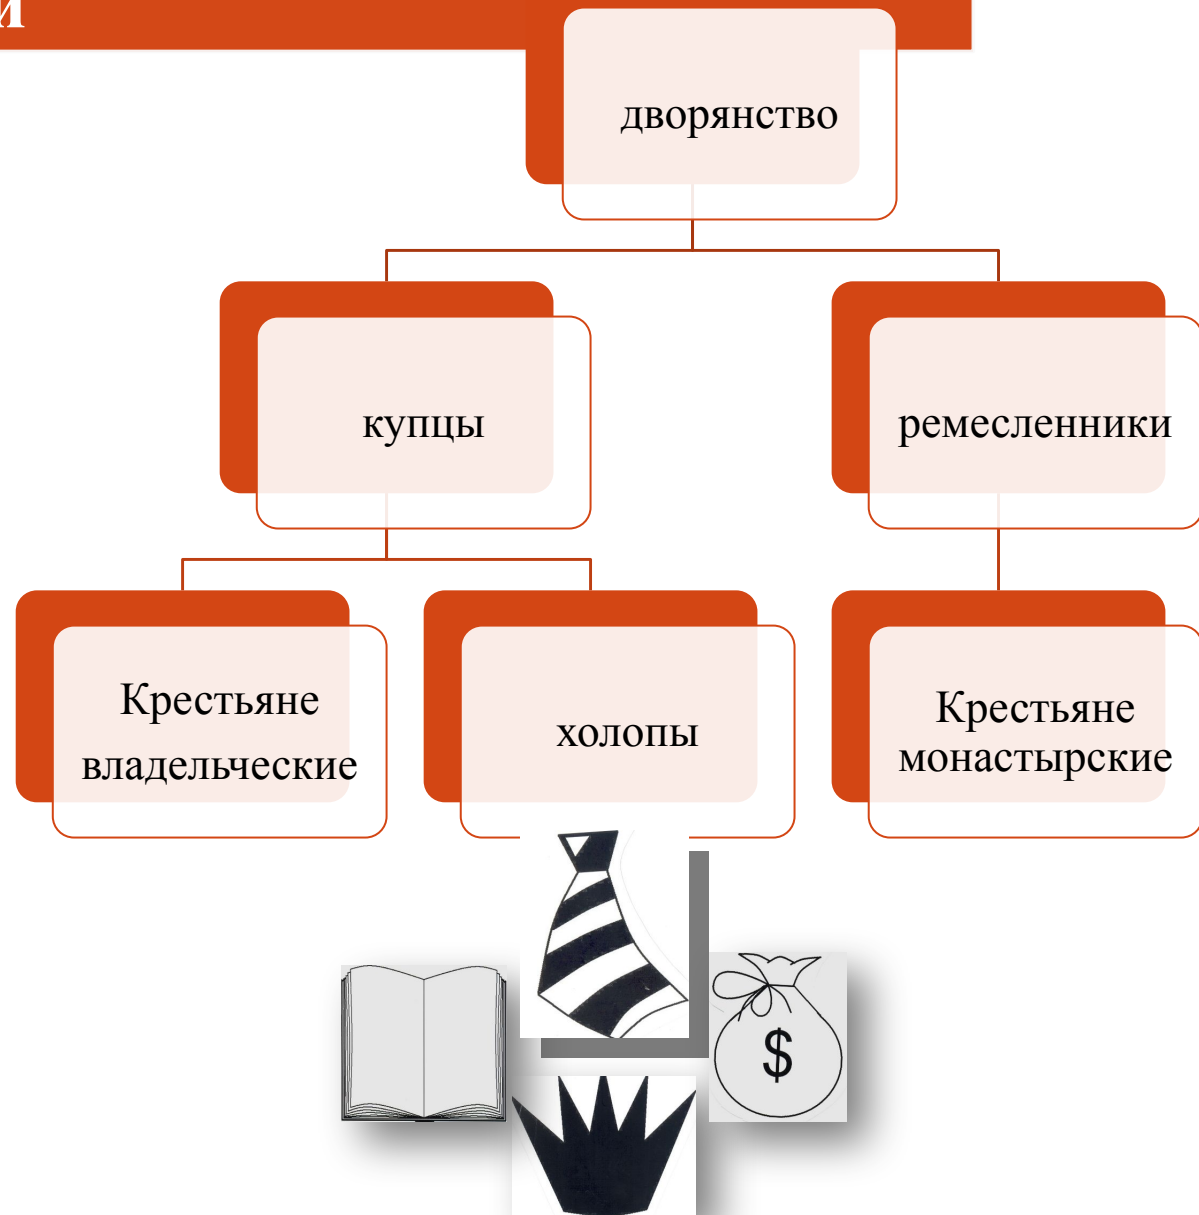 и
дворянство
купцы
ремесленники
Крестьяне
владельческие
холопы
Крестьяне
монастырские
$